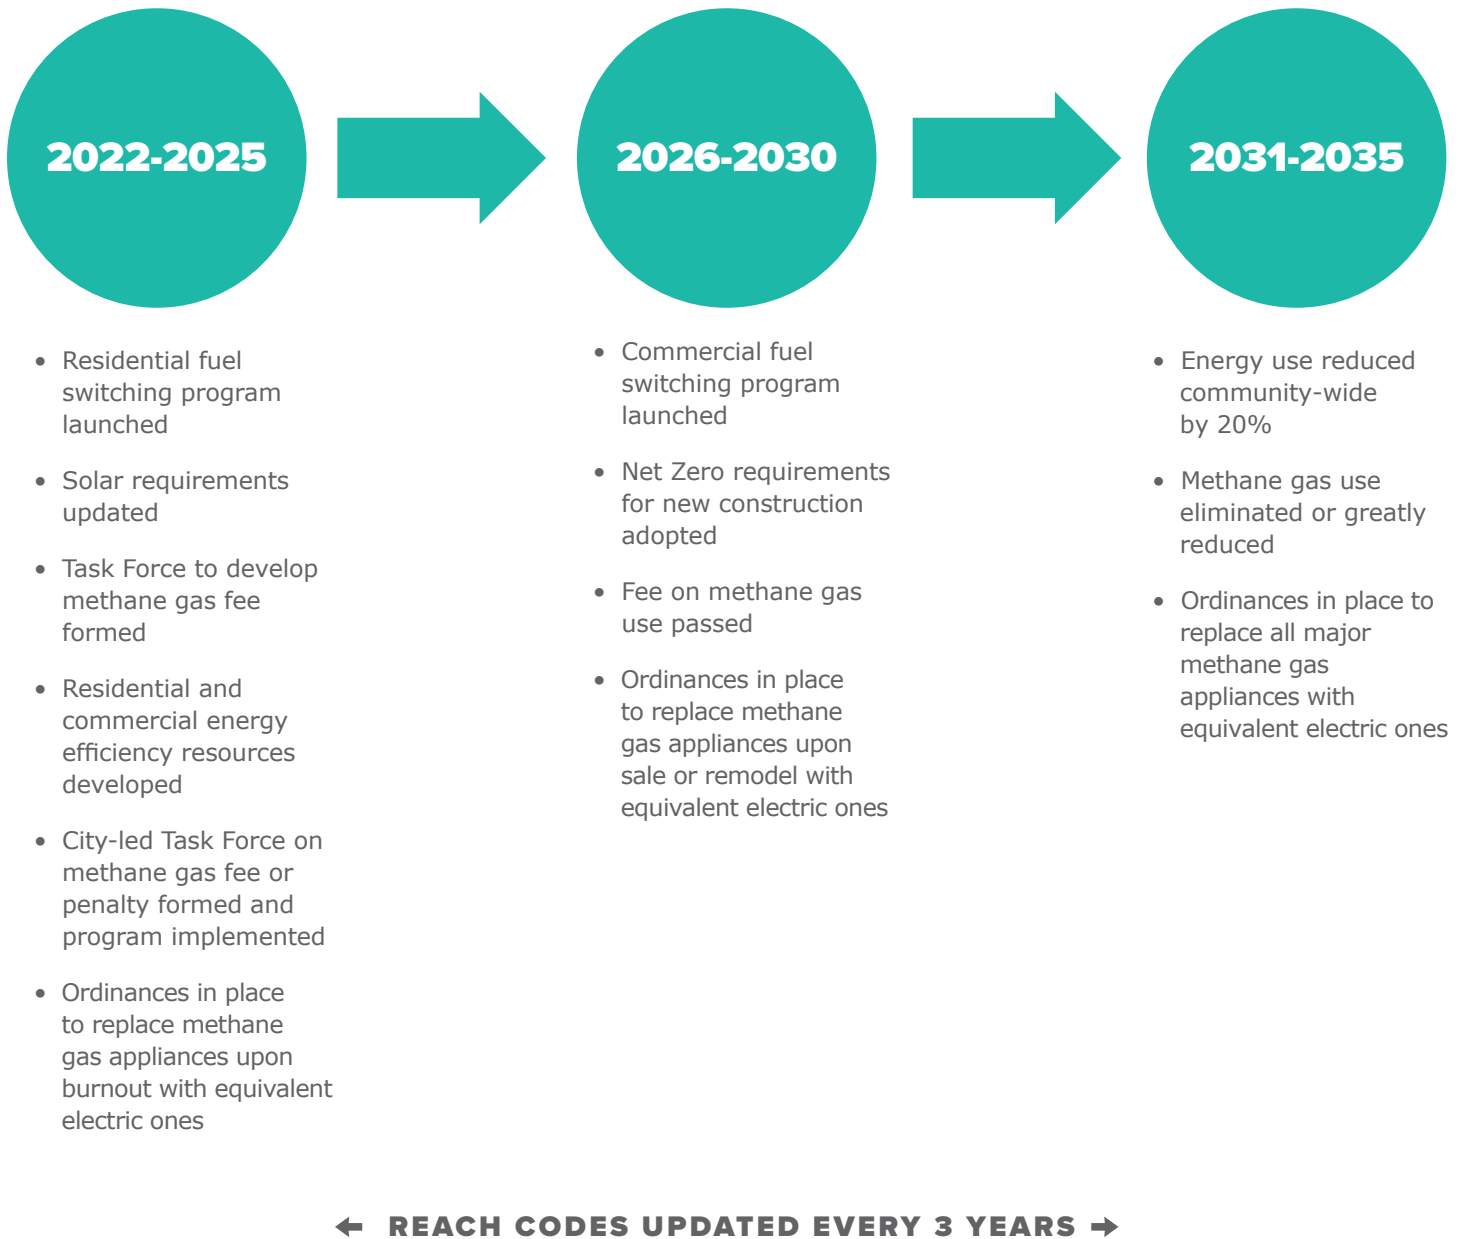 2022-2025
• Residential fuel
switching program
launched
• Solar requirements
updated
• Task Force to develop
methane gas fee
formed
• Residential and
commercial energy
efficiency resources
developed
• City-led Task Force on
methane gas fee or
penalty formed and
program implemented
• Ordinances in place
to replace methane
gas appliances upon
burnout with equivalent
electric ones
2026-2030
• Commercial fuel
switching program
launched
• Net Zero requirements
for new construction
adopted
• Fee on methane gas
use passed
• Ordinances in place
to replace methane
gas appliances upon
sale or remodel with
equivalent electric ones
2031-2035
• Energy use reduced
community-wide
by 20%
• Methane gas use
eliminated or greatly
reduced
• Ordinances in place to
replace all major
methane gas
appliances with
equivalent electric ones
REACH CODES UPDATED EVERY 3 YEARS